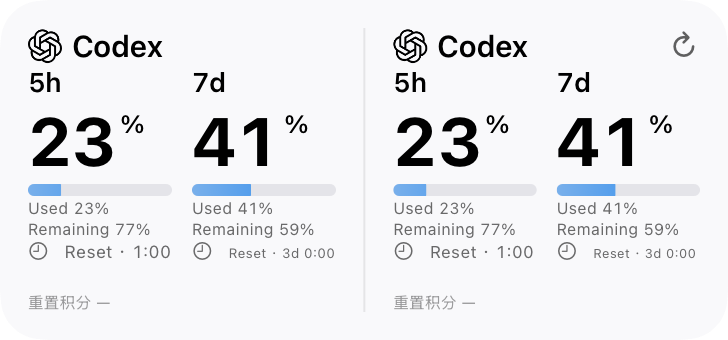 Codex
5h 7d
23% 41%
Used 23% Used 41%
Remaining 77% Remaining 59%
Reset · 1:00 Reset · 3d 0:00
重置积分 —
Codex
5h 7d
23% 41%
Used 23% Used 41%
Remaining 77% Remaining 59%
Reset · 1:00 Reset · 3d 0:00
重置积分 —